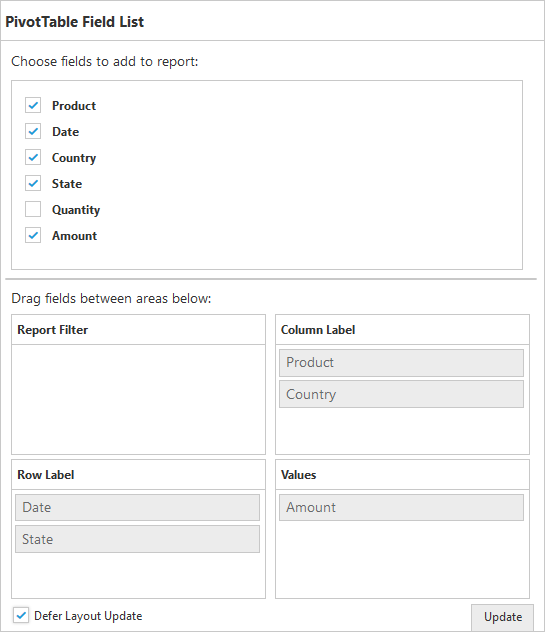 PivotTable Field List
Choose fields to add to report:
Product
Date
Country
State
Quantity
Amount
Drag fields between areas below:
Report Filter
Column Label
Product
Country
Row Label
Date
State
Values
Amount
Defer Layout Update
Update